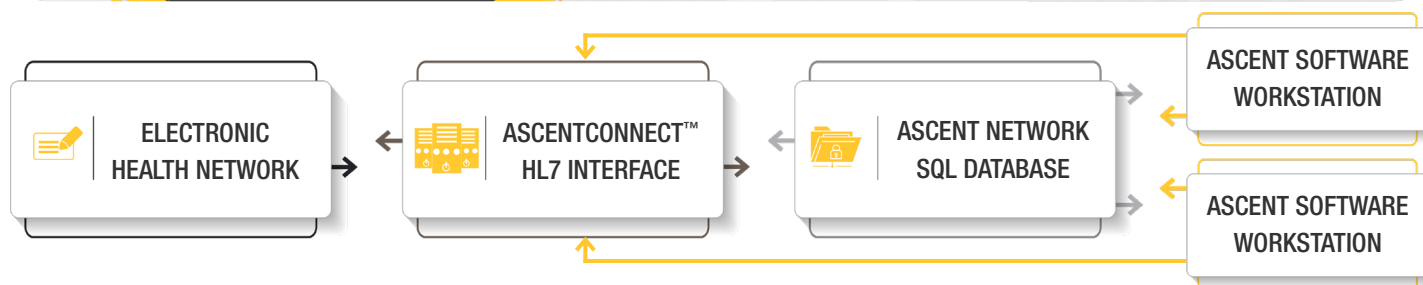 ELECTRONIC
HEALTH NETWORK
ASCENTCONNECT™
HL7 INTERFACE
ASCENT NETWORK
SQL DATABASE
ASCENT SOFTWARE
WORKSTATION
ASCENT SOFTWARE
WORKSTATION